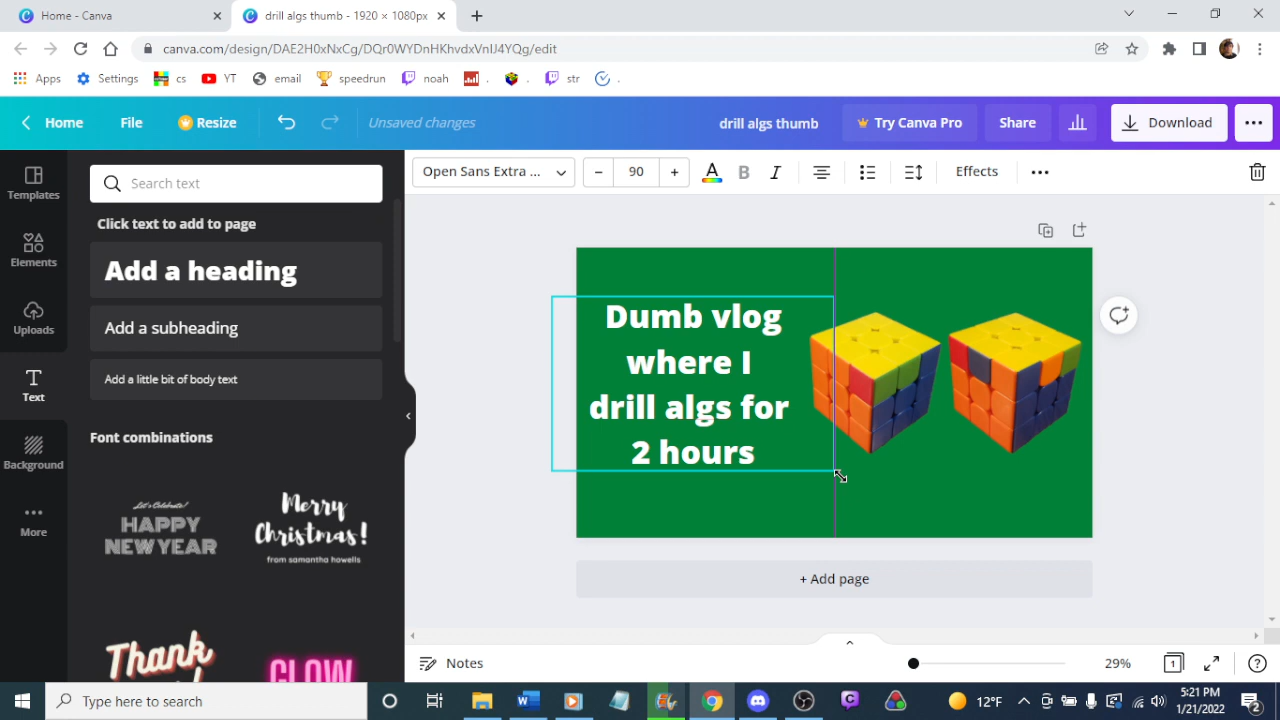 Home - Canva
drill algs thumb - 1920 × 1080px
canva.com/design/DAE2H0xNxCg/DQr0WYDnHKhvdxVnIJ4YQg/edit
Apps Settings cs YT email speedrun noah . . str .
Home File Resize Unsaved changes drill algs thumb Try Canva Pro Share Download
Templates
Elements
Uploads
Text
Background
More
Search text
Click text to add to page
Add a heading
Add a subheading
Add a little bit of body text
Font combinations
Let's Celebrate!
HAPPY
NEW YEAR
Merry
Christmas!
from samantha howells
Thank
GLOW
Open Sans Extra ... − 90 + A B I Effects
Dumb vlog
where I
drill algs for
2 hours
+ Add page
Notes 29% 1
Type here to search
12°F
5:21 PM
1/21/2022
2